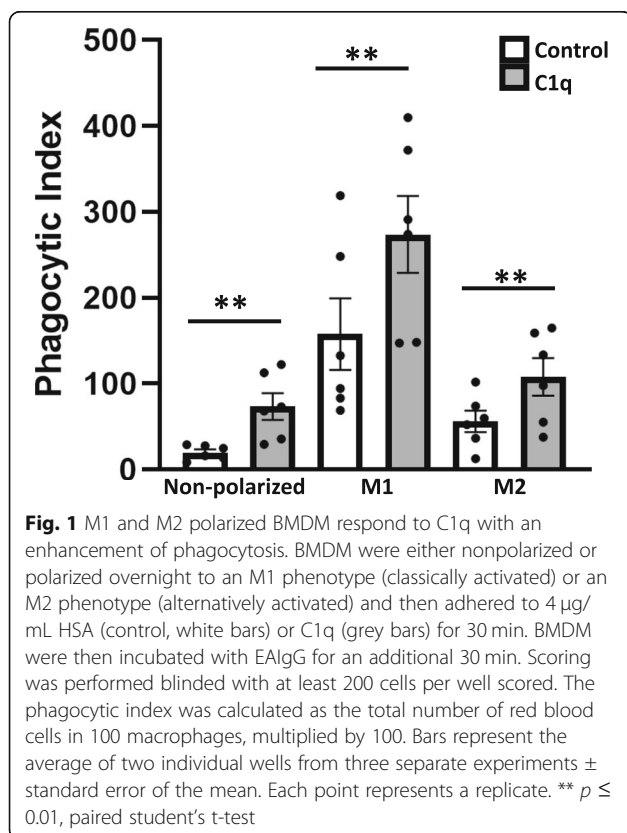 500
400
300
200
100
0
Phagocytic Index
Control
C1q
**
**
**
Non-polarized M1 M2
Fig. 1 M1 and M2 polarized BMDM respond to C1q with an
enhancement of phagocytosis. BMDM were either nonpolarized or
polarized overnight to an M1 phenotype (classically activated) or an
M2 phenotype (alternatively activated) and then adhered to 4 μg/
mL HSA (control, white bars) or C1q (grey bars) for 30 min. BMDM
were then incubated with EAIgG for an additional 30 min. Scoring
was performed blinded with at least 200 cells per well scored. The
phagocytic index was calculated as the total number of red blood
cells in 100 macrophages, multiplied by 100. Bars represent the
average of two individual wells from three separate experiments ±
standard error of the mean. Each point represents a replicate. ** p ≤
0.01, paired student's t-test